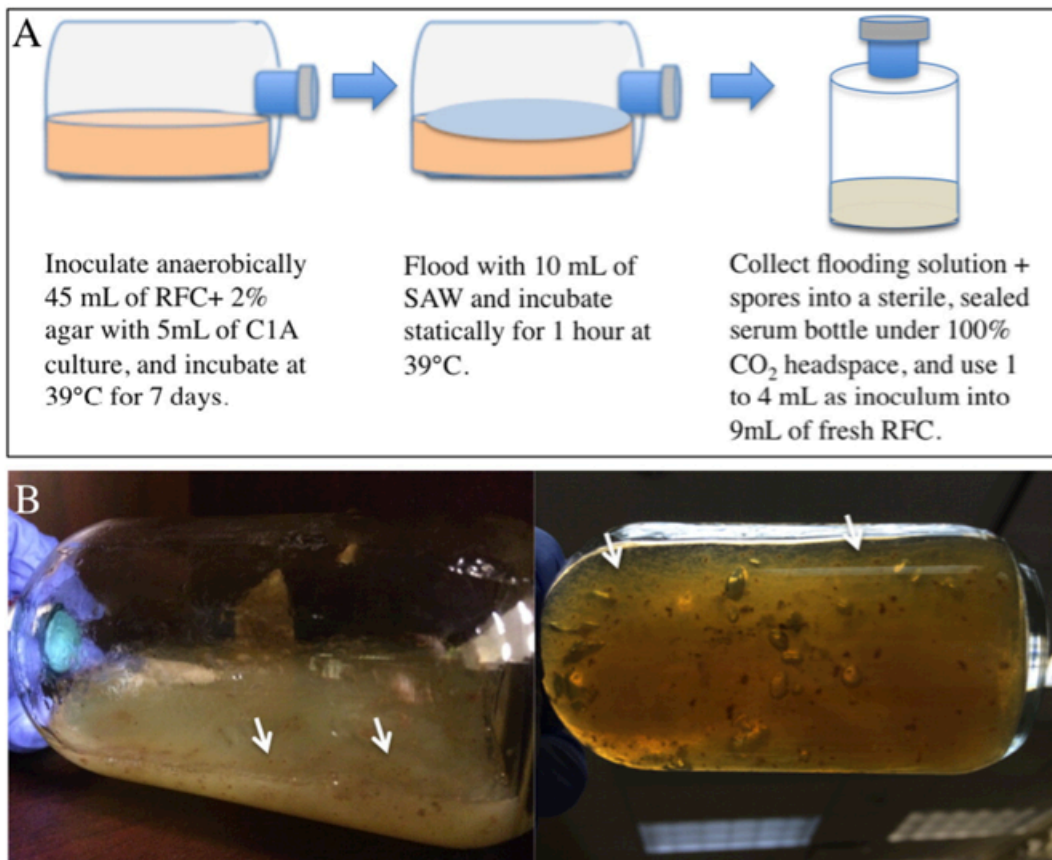 A
Inoculate anaerobically
45 mL of RFC+ 2%
agar with 5mL of C1A
culture, and incubate at
39°C for 7 days.
Flood with 10 mL of
SAW and incubate
statically for 1 hour at
39°C.
Collect flooding solution +
spores into a sterile, sealed
serum bottle under 100%
CO₂ headspace, and use 1
to 4 mL as inoculum into
9mL of fresh RFC.
B